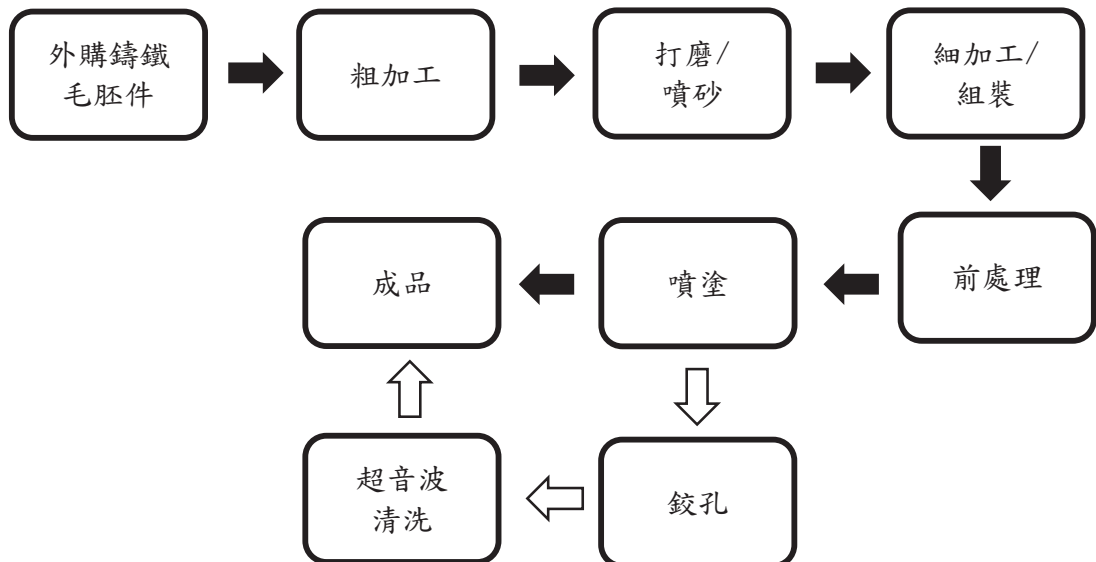 外購鑄鐵
毛胚件
粗加工
打磨/
噴砂
細加工/
組裝
前處理
噴塗
成品
鉸孔
超音波
清洗